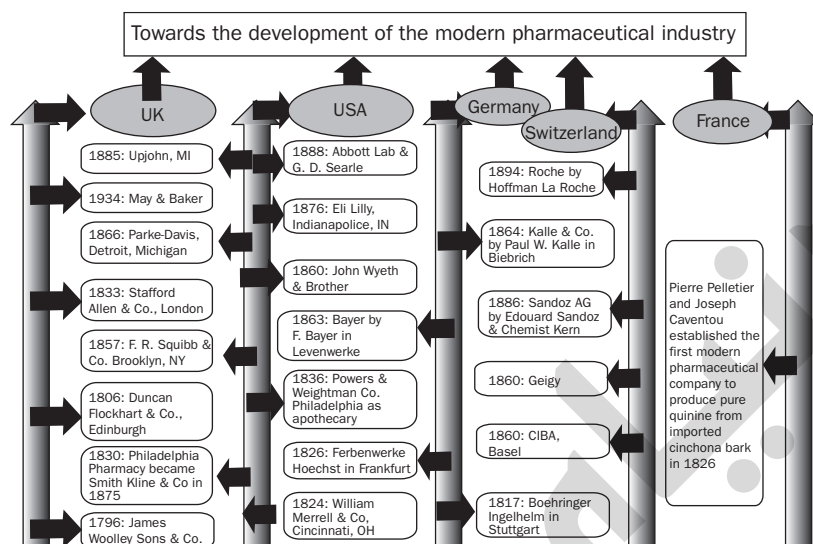 Towards the development of the modern pharmaceutical industry
UK
USA
Germany
Switzerland
France
1885: Upjohn, MI
1934: May & Baker
1866: Parke-Davis,
Detroit, Michigan
1833: Stafford
Allen & Co., London
1857: F. R. Squibb &
Co. Brooklyn, NY
1806: Duncan
Flockhart & Co.,
Edinburgh
1830: Philadelphia
Pharmacy became
Smith Kline & Co in
1875
1796: James
Woolley Sons & Co.
1888: Abbott Lab &
G. D. Searle
1876: Eli Lilly,
Indianapolice, IN
1860: John Wyeth
& Brother
1863: Bayer by
F. Bayer in
Levenwerke
1836: Powers &
Weightman Co.
Philadelphia as
apothecary
1826: Ferbenwerke
Hoechst in Frankfurt
1824: William
Merrell & Co,
Cincinnati, OH
1894: Roche by
Hoffman La Roche
1864: Kalle & Co.
by Paul W. Kalle in
Biebrich
1886: Sandoz AG
by Edouard Sandoz
& Chemist Kern
1860: Geigy
1860: CIBA,
Basel
1817: Boehringer
Ingelheim in
Stuttgart
Pierre Pelletier
and Joseph
Caventou
established the
first modern
pharmaceutical
company to
produce pure
quinine from
imported
cinchona bark
in 1826